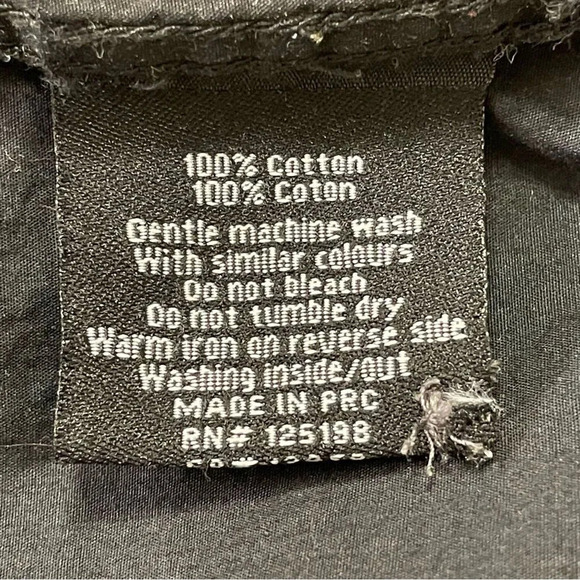 100% Cotton
100% Coton
Gentle machine wash
With similar colours
Do not bleach
Do not tumble dry
Warm iron on reverse side
Washing inside/out
MADE IN PRC
RN# 125198